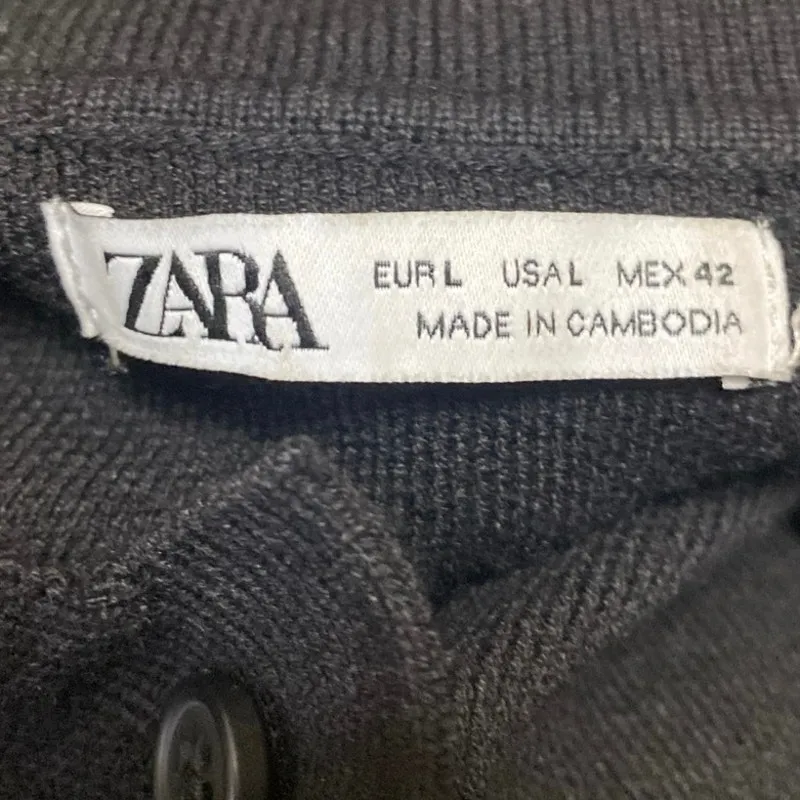 ZARA
EUR L USA L MEX 42
MADE IN CAMBODIA